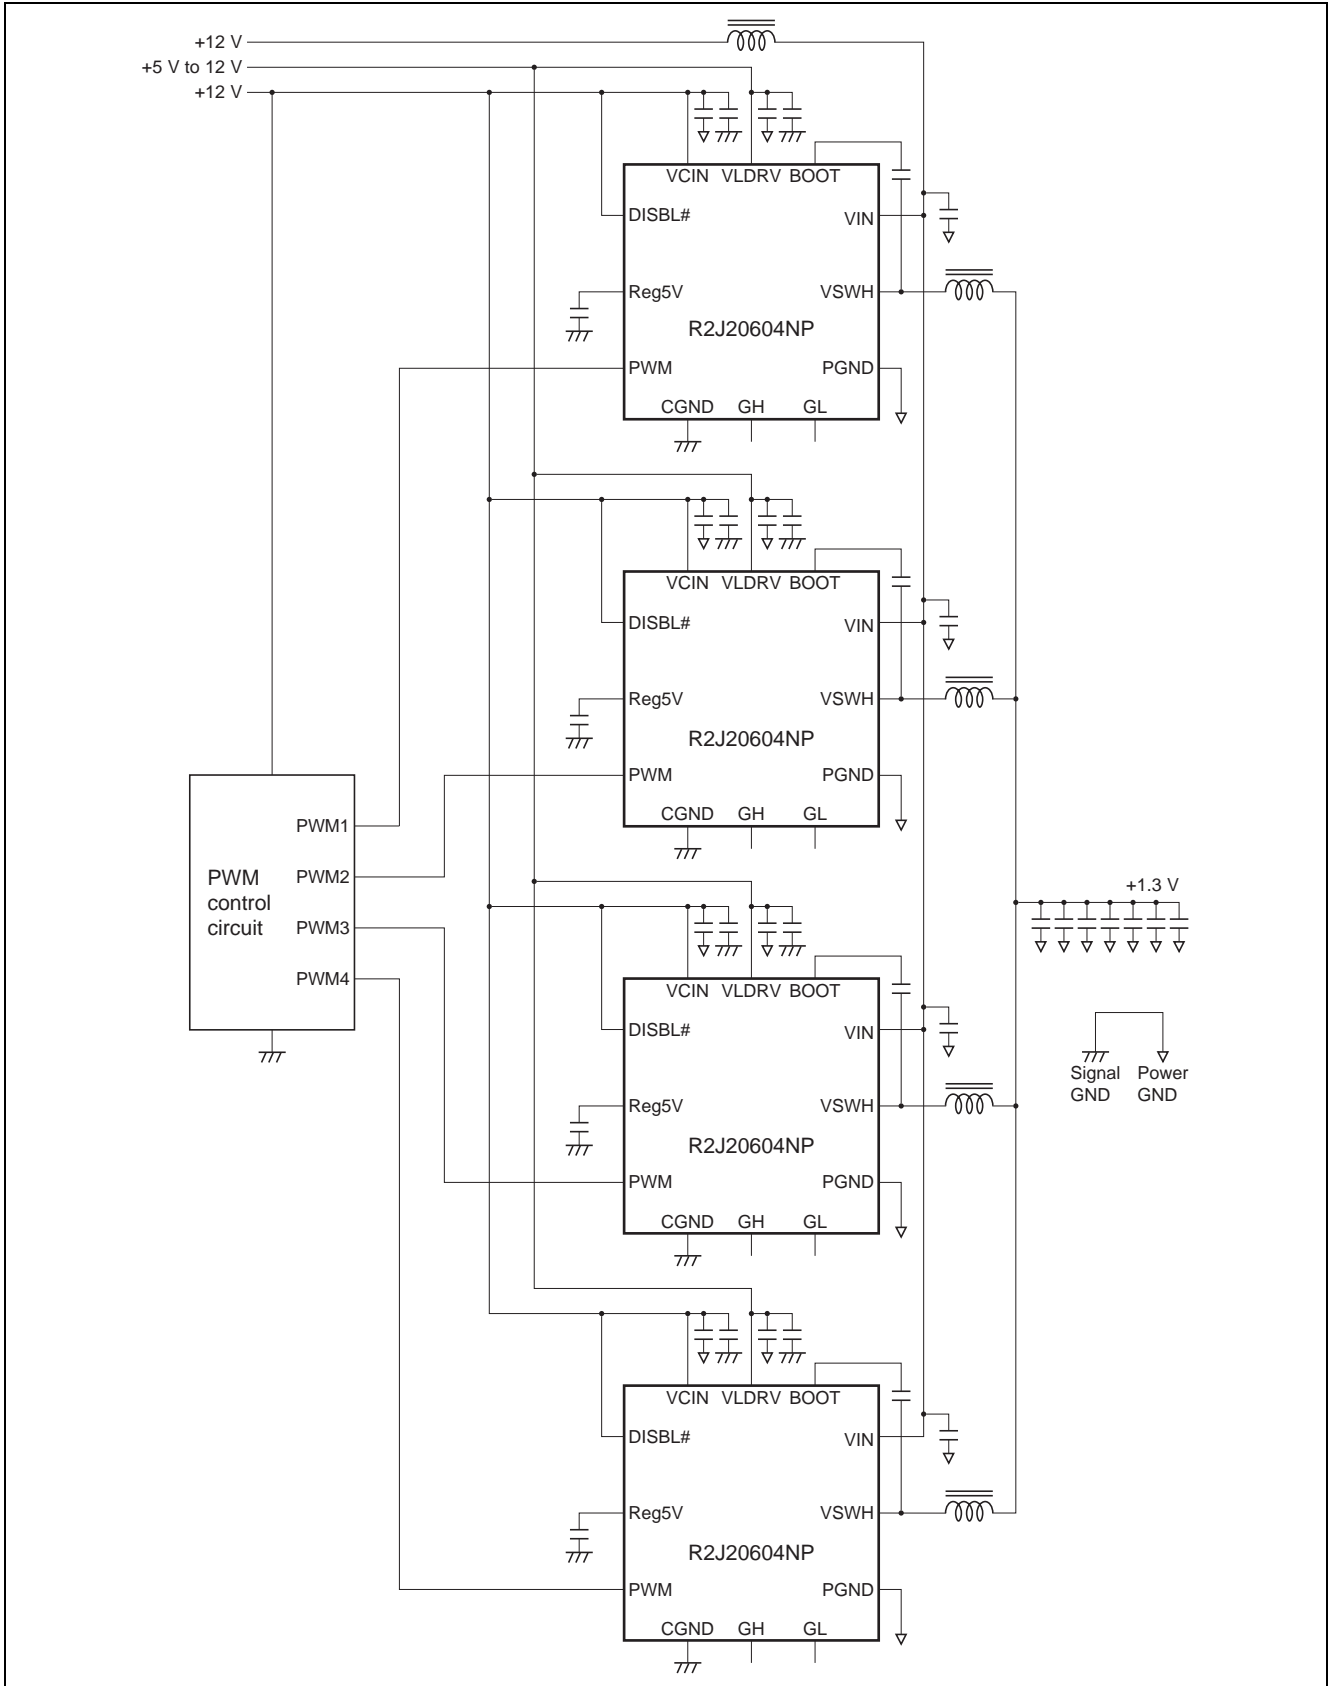 +12 V
+5 V to 12 V
+12 V
VCIN VLDRV BOOT
DISBL#
VIN
Reg5V
VSWH
R2J20604NP
PWM
PGND
CGND GH GL
VCIN VLDRV BOOT
DISBL#
VIN
Reg5V
VSWH
R2J20604NP
PWM
PGND
CGND GH GL
PWM1
PWM2
PWM3
PWM4
PWM
control
circuit
+1.3 V
VCIN VLDRV BOOT
DISBL#
VIN
Reg5V
VSWH
R2J20604NP
PWM
PGND
CGND GH GL
Signal
GND
Power
GND
VCIN VLDRV BOOT
DISBL#
VIN
Reg5V
VSWH
R2J20604NP
PWM
PGND
CGND GH GL